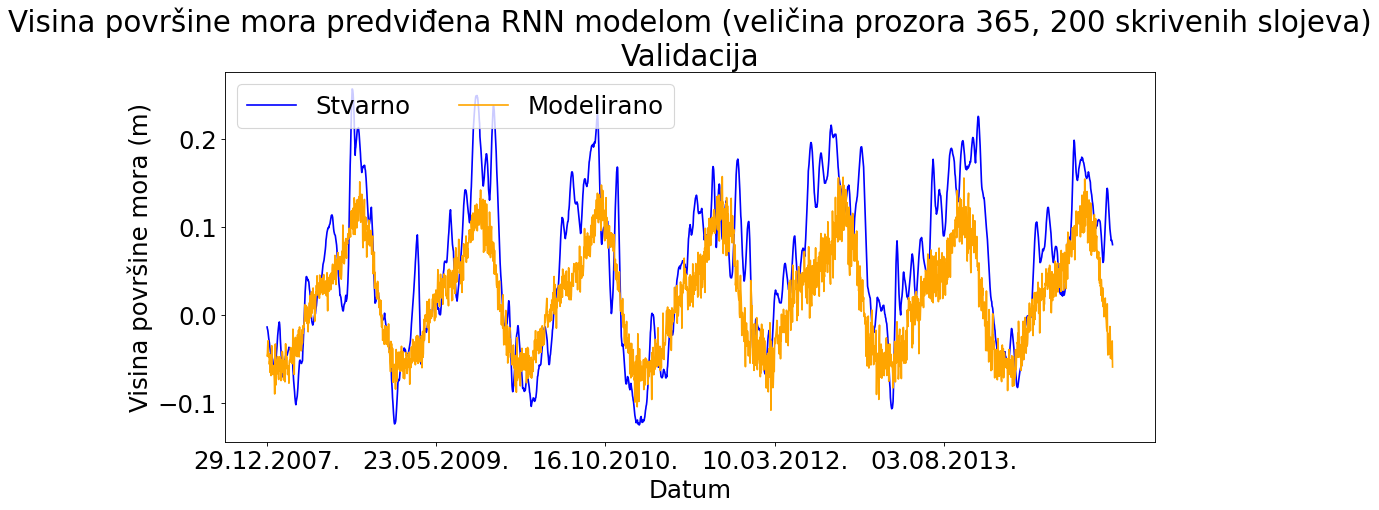 Visina površine mora predviđena RNN modelom (veličina prozora 365, 200 skrivenih slojeva)
Validacija
Stvarno Modelirano
Visina površine mora (m)
0.2
0.1
0.0
−0.1
29.12.2007. 23.05.2009. 16.10.2010. 10.03.2012. 03.08.2013.
Datum